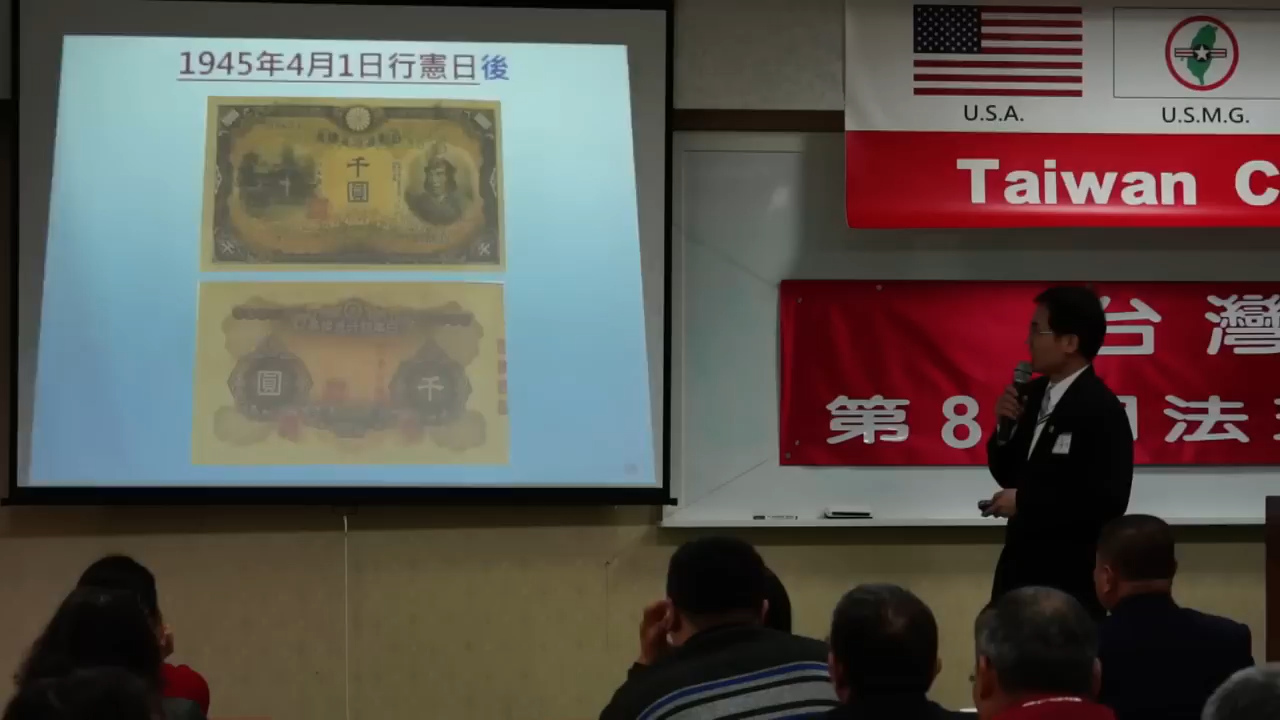 1945年4月1日行憲日後
千
圓
圓
千
U.S.A.
U.S.M.G.
Taiwan C
台灣
第8
法